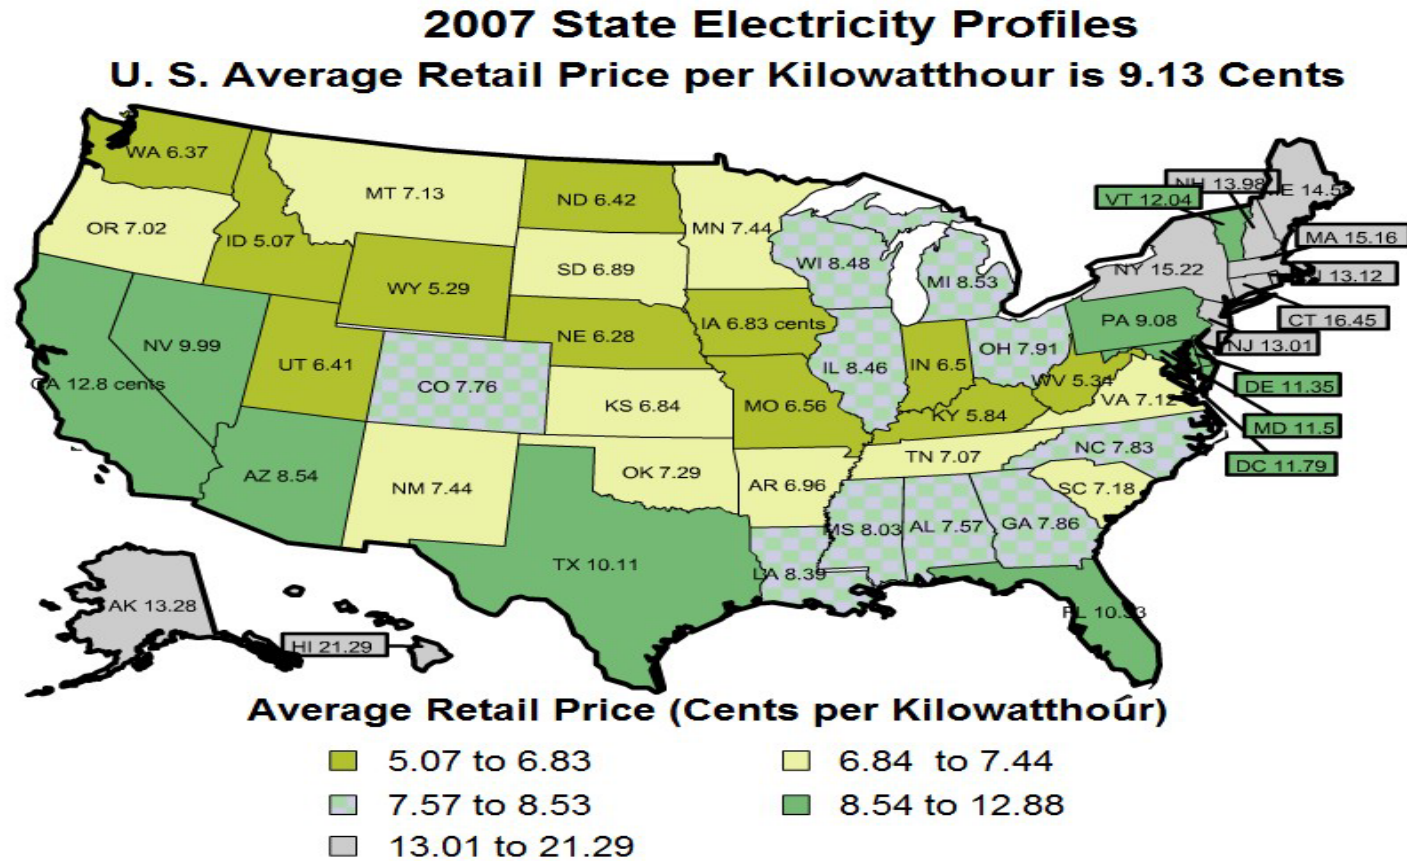 2007 State Electricity Profiles
U. S. Average Retail Price per Kilowatthour is 9.13 Cents
WA 6.37
MT 7.13
ND 6.42
MN 7.44
NH 13.98
VT 12.04
OR 7.02
ID 5.07
SD 6.89
WI 8.48
MI 8.53
NY 15.22
MA 15.16
13.12
WY 5.29
CT 16.45
NV 9.99
UT 6.41
NE 6.28
IA 6.83 cents
PA 9.08
NJ 13.01
CA 12.8 cents
CO 7.76
KS 6.84
MO 6.56
IL 8.46
IN 6.5
OH 7.91
WV 5.34
VA 7.12
KY 5.84
DE 11.35
MD 11.5
DC 11.79
AZ 8.54
NM 7.44
OK 7.29
AR 6.96
TN 7.07
NC 7.83
SC 7.18
MS 8.03
AL 7.57
GA 7.86
TX 10.11
LA 8.39
FL 10.33
AK 13.28
HI 21.29
Average Retail Price (Cents per Kilowatthour)
5.07 to 6.83
6.84 to 7.44
7.57 to 8.53
8.54 to 12.88
13.01 to 21.29